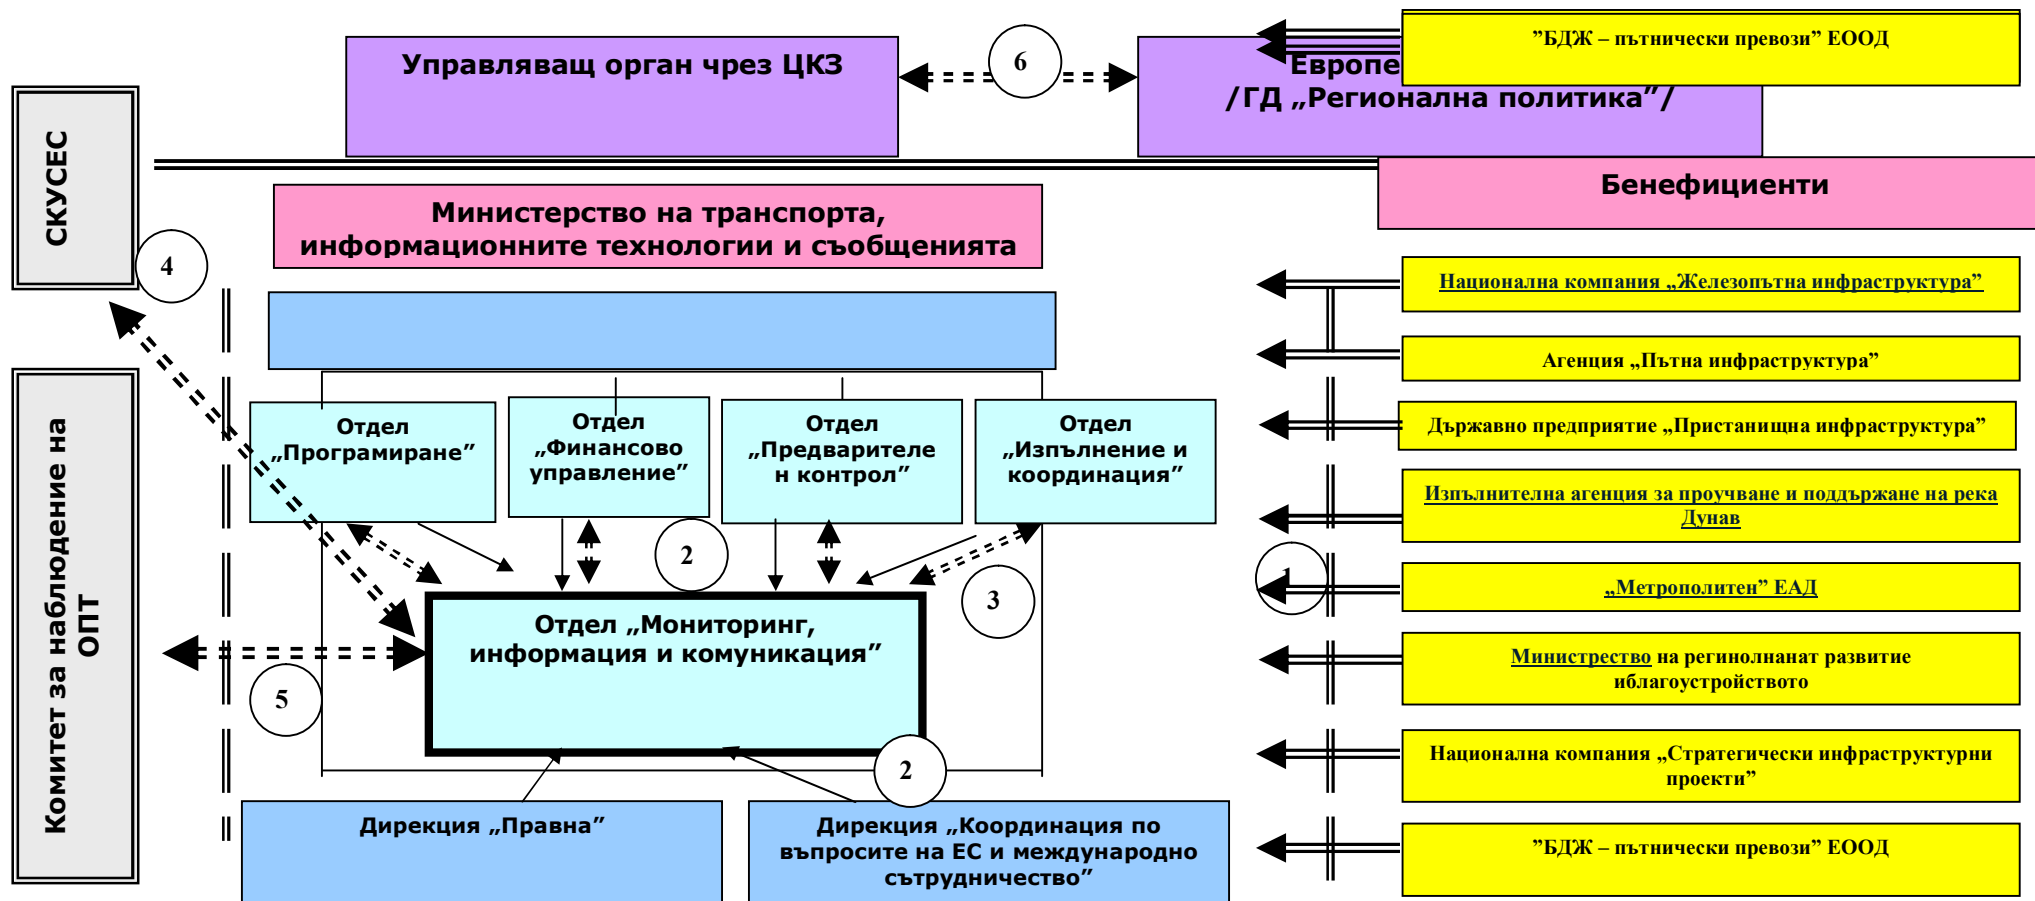 ”БДЖ – пътнически превози” ЕООД
Управляващ орган чрез ЦКЗ
6
Европе
/ГД „Регионална политика”/
СКУСЕС
Бенефициенти
Министерство на транспорта,
информационните технологии и съобщенията
4
Национална компания „Железопътна инфраструктура”
Агенция „Пътна инфраструктура”
Комитет за наблюдение на
ОПТ
Отдел
„Програмиране”
Отдел
„Финансово
управление”
Отдел
„Предварителе
н контрол”
Отдел
„Изпълнение и
координация”
Държавно предприятие „Пристанищна инфраструктура”
Изпълнителна агенция за проучване и поддържане на река
Дунав
2
3
1
„Метрополитен” ЕАД
Отдел „Мониторинг,
информация и комуникация”
5
Министрество на регинолнанат развитие
иблагоустройството
2
Национална компания „Стратегически инфраструктурни
проекти”
Дирекция „Правна”
Дирекция „Координация по
въпросите на ЕС и международно
сътрудничество”
”БДЖ – пътнически превози” ЕООД